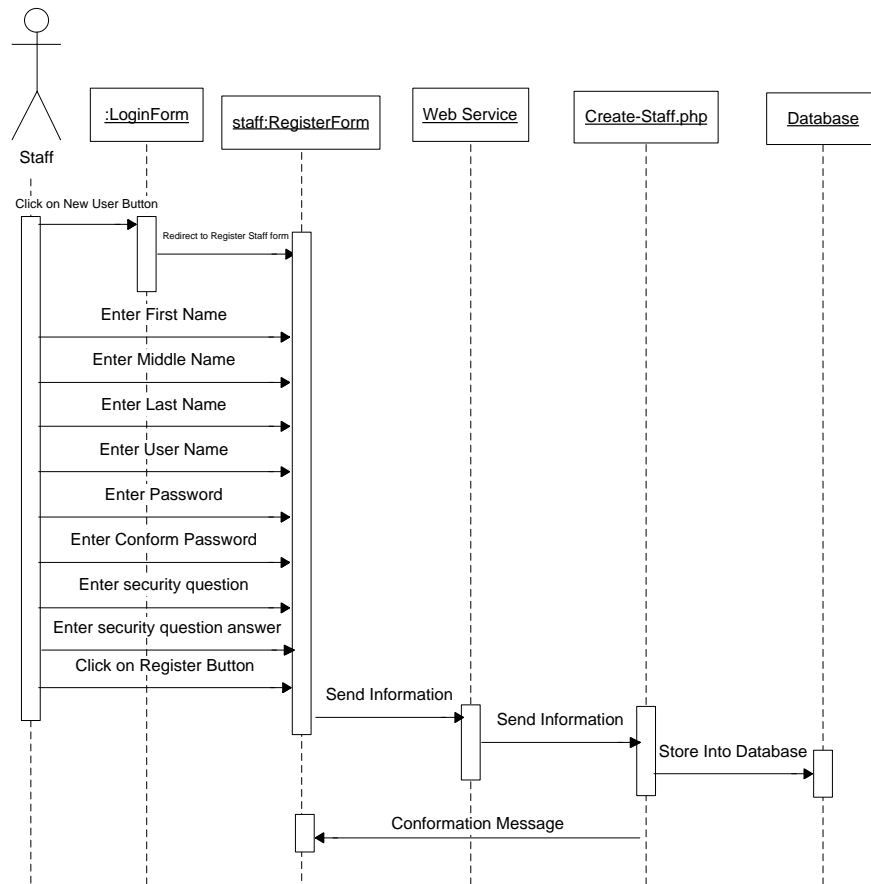 :LoginForm
staff:RegisterForm
Web Service
Create-Staff.php
Database
Staff
Click on New User Button
Redirect to Register Staff form
Enter First Name
Enter Middle Name
Enter Last Name
Enter User Name
Enter Password
Enter Conform Password
Enter security question
Enter security question answer
Click on Register Button
Send Information
Send Information
Store Into Database
Conformation Message